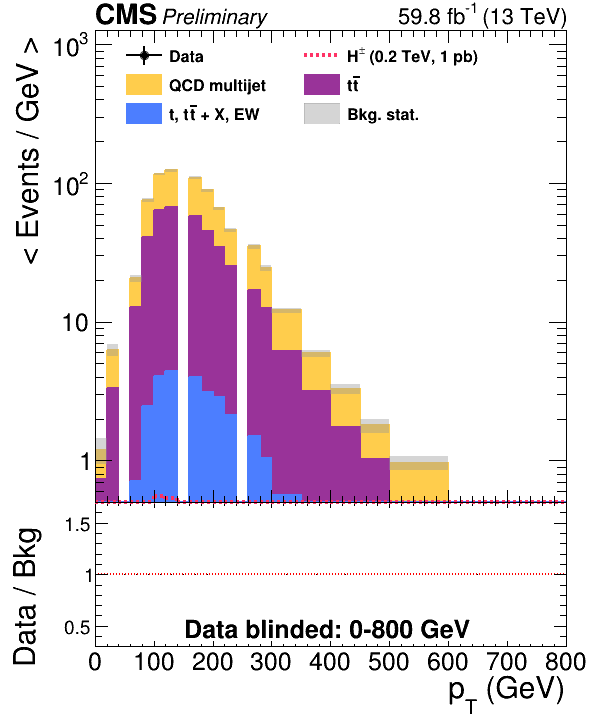 CMS Preliminary 59.8 fb⁻¹ (13 TeV)
< Events / GeV >
10³
10²
10
1
Data
H± (0.2 TeV, 1 pb)
QCD multijet
tt̄
t, tt̄ + X, EW
Bkg. stat.
Data / Bkg
1.5
1
0.5
Data blinded: 0-800 GeV
0 100 200 300 400 500 600 700 800
p_T (GeV)